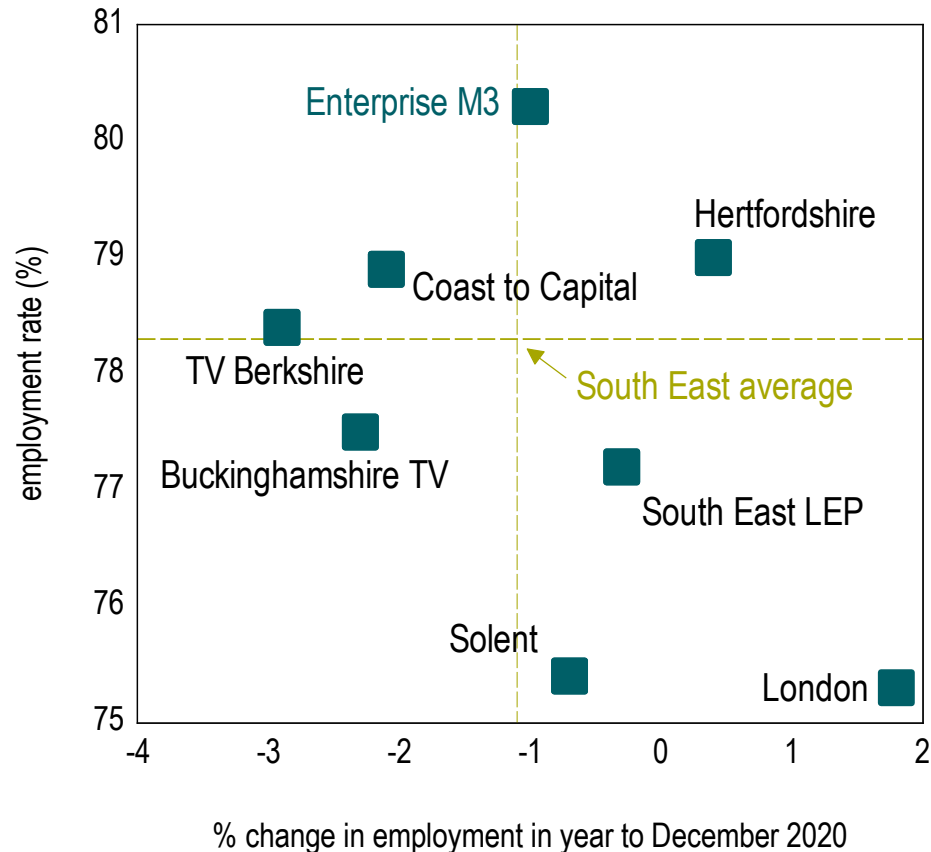 81
80
79
78
77
76
75
employment rate (%)
Enterprise M3
Hertfordshire
Coast to Capital
TV Berkshire
South East average
Buckinghamshire TV
South East LEP
Solent
London
-4 -3 -2 -1 0 1 2
% change in employment in year to December 2020